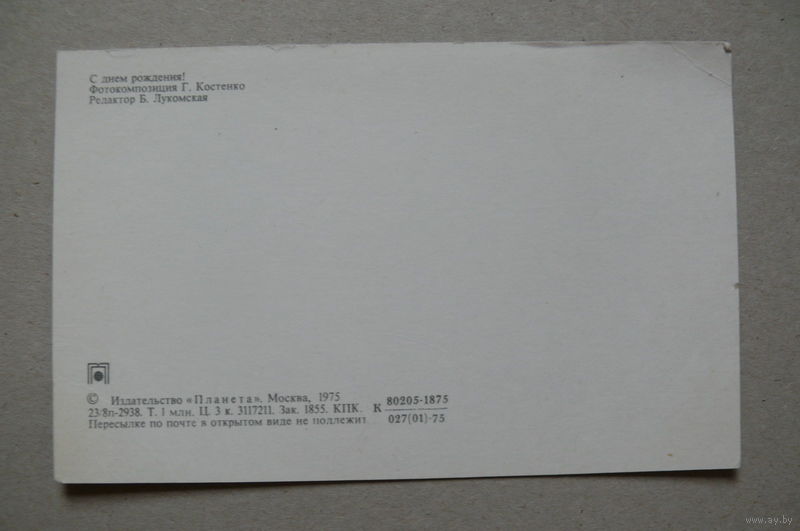 С днем рождения!
Фотокомпозиция Г. Костенко
Редактор Б. Лукомская
© Издательство «Планета». Москва, 1975
23/8п-2938. Т. 1 млн. Ц. 3 к. 3117211. Зак. 1855. КПК. К 80205-1875
027(01)-75
Пересылке по почте в открытом виде не подлежит
www.ay.by